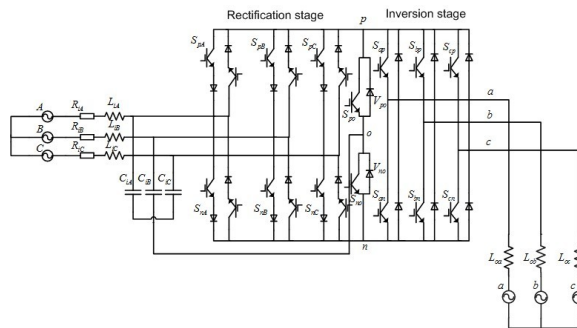 Rectification stage
Inversion stage
p
S_pA
S_pB
S_pC
S_ap
S_bp
S_cp
a
S_po
V_po
b
o
c
A
R_iA
L_iA
B
R_iB
L_iB
C
R_iC
L_iC
C_iA
C_iB
C_iC
V_no
S_nA
S_nB
S_nC
S_no
S_an
S_bn
S_cn
n
L_oa
L_ob
L_oc
a
b
c